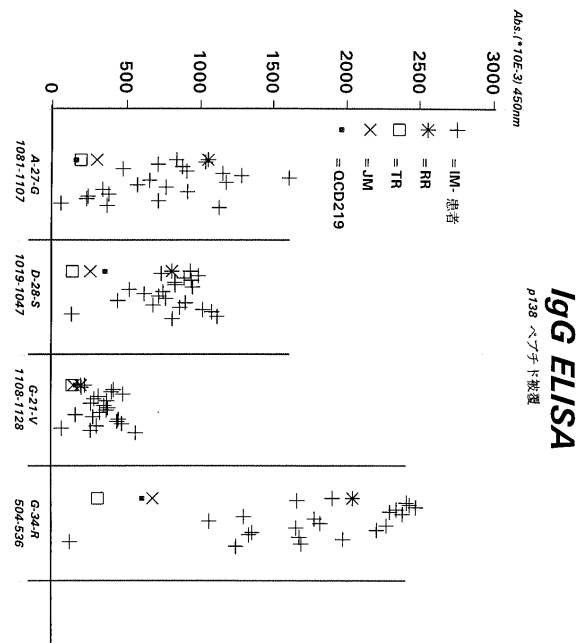 IgG ELISA
p138 ペプチド被覆
Abs.(*10E-3) 450nm
3000
2500
2000
1500
1000
500
0
+ = IM- 患者
= RR
□ = TR
× = JM
▪ = QCD219
A-27-G
1081-1107
D-28-S
1019-1047
G-21-V
1108-1128
G-34-R
504-536